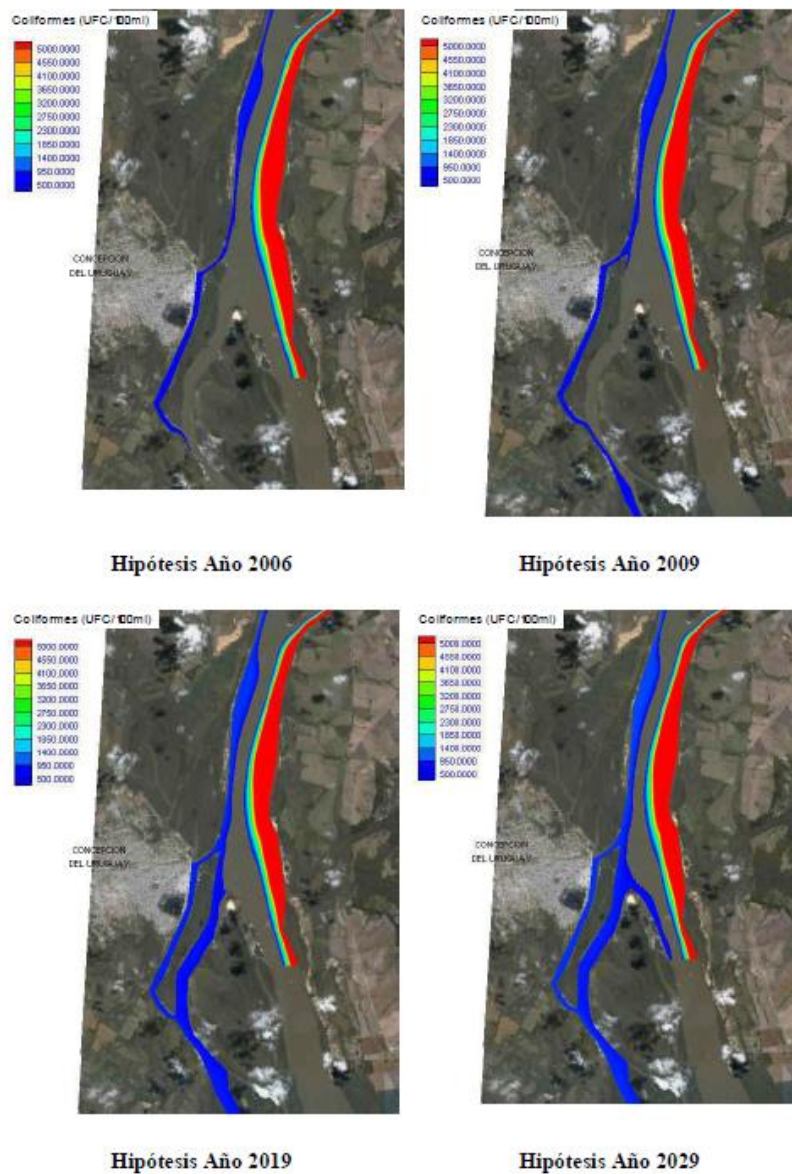 Coliformes (UFC/100ml)
5000.0000
4550.0000
4100.0000
3650.0000
3200.0000
2750.0000
2300.0000
1850.0000
1400.0000
950.0000
500.0000
CONCEPCION
DEL URUGUAY
Hipótesis Año 2006
Coliformes (UFC/100ml)
5000.0000
4550.0000
4100.0000
3650.0000
3200.0000
2750.0000
2300.0000
1850.0000
1400.0000
950.0000
500.0000
CONCEPCION
DEL URUGUAY
Hipótesis Año 2009
Coliformes (UFC/100ml)
5000.0000
4550.0000
4100.0000
3650.0000
3200.0000
2750.0000
2300.0000
1850.0000
1400.0000
950.0000
500.0000
CONCEPCION
DEL URUGUAY
Hipótesis Año 2019
Coliformes (UFC/100ml)
5000.0000
4550.0000
4100.0000
3650.0000
3200.0000
2750.0000
2300.0000
1850.0000
1400.0000
950.0000
500.0000
CONCEPCION
DEL URUGUAY
Hipótesis Año 2029